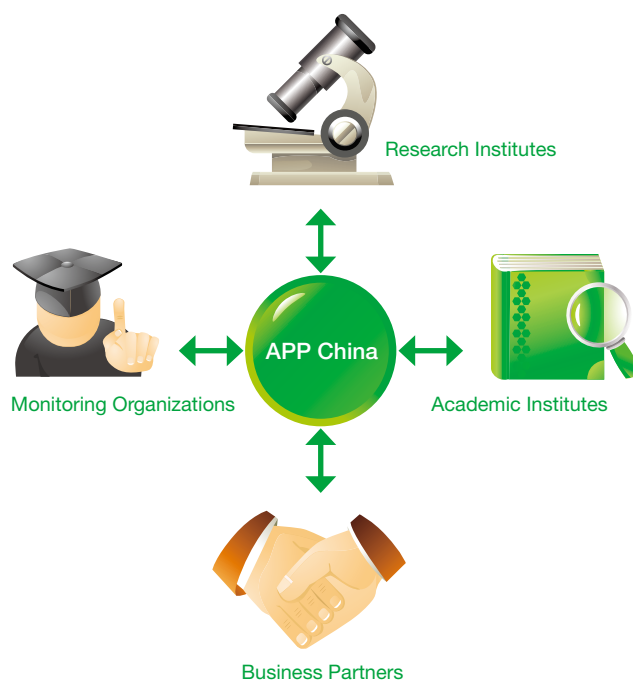 Research Institutes
APP China
Monitoring Organizations
Academic Institutes
Business Partners